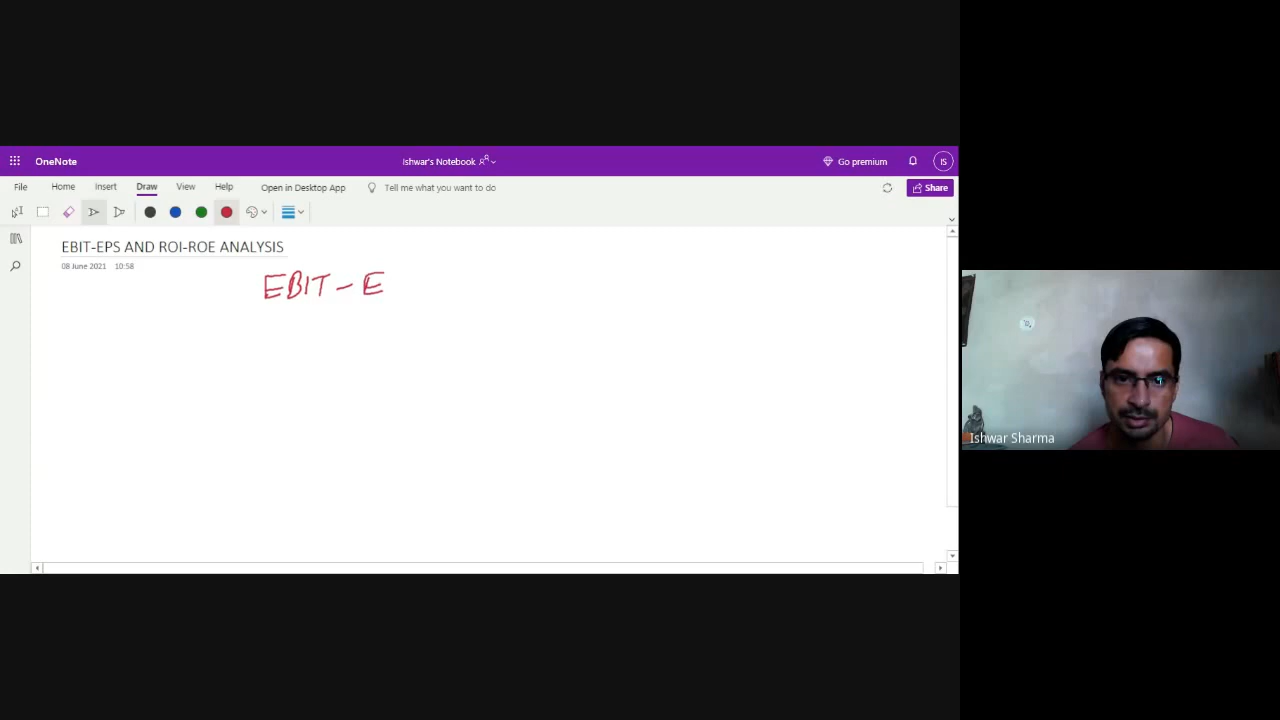 OneNote
Ishwar's Notebook
Go premium
IS
File Home Insert Draw View Help Open in Desktop App Tell me what you want to do
Share
EBIT-EPS AND ROI-ROE ANALYSIS
08 June 2021 10:58
EBIT - E
Ishwar Sharma